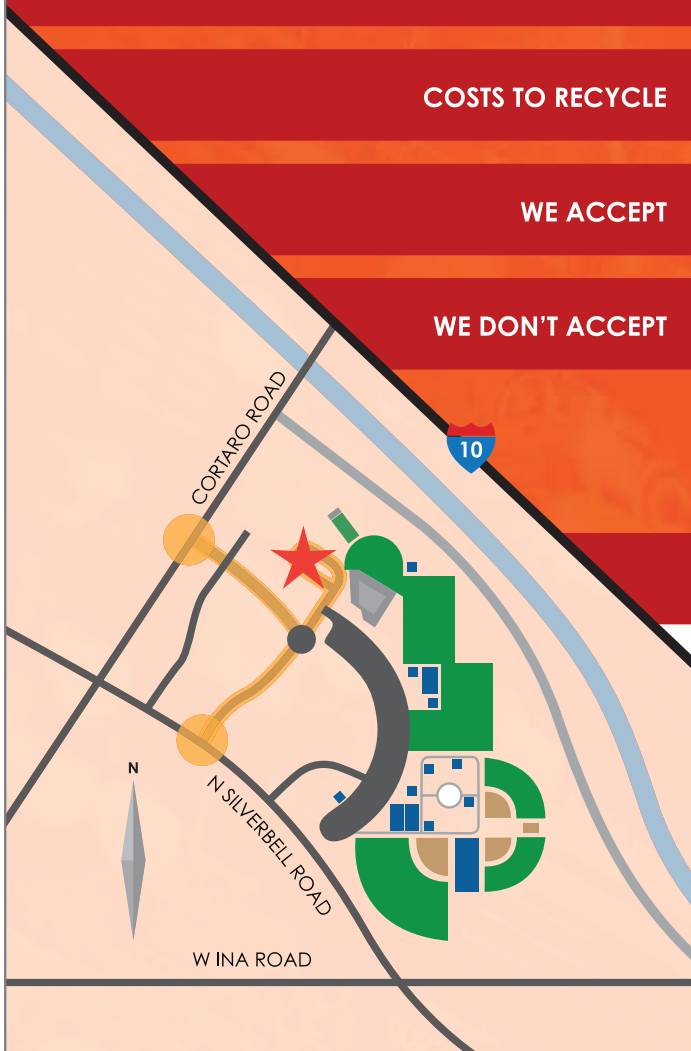 COSTS TO RECYCLE
WE ACCEPT
WE DON'T ACCEPT
CORTARO ROAD
10
N
N SILVERBELL ROAD
W INA ROAD